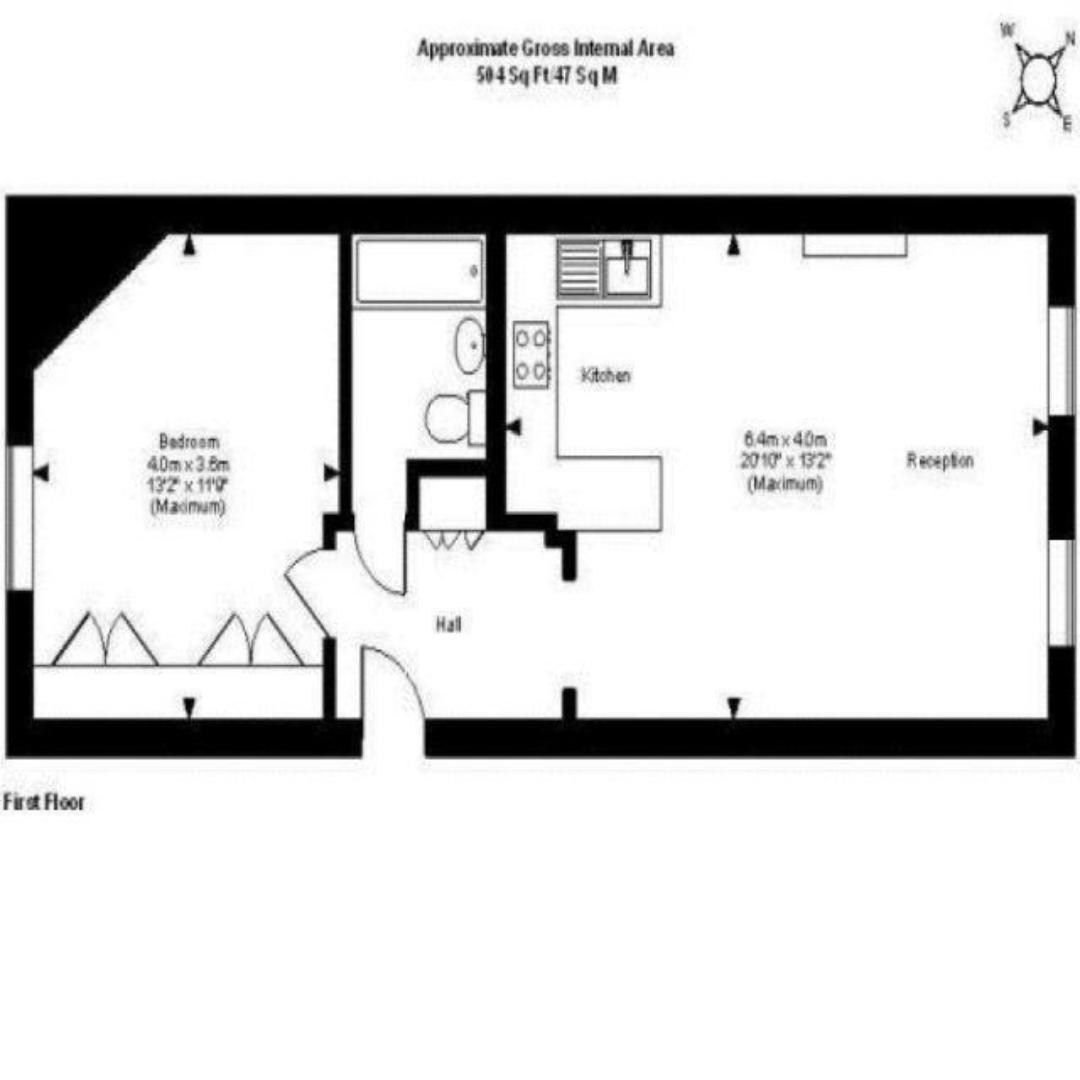 Approximate Gross Internal Area
504 Sq Ft/47 Sq M
W
N
S
E
Kitchen
Bedroom
4.0m x 3.6m
13'2" x 11'9"
(Maximum)
6.4m x 4.0m
20'10" x 13'2"
(Maximum)
Reception
Hall
First Floor